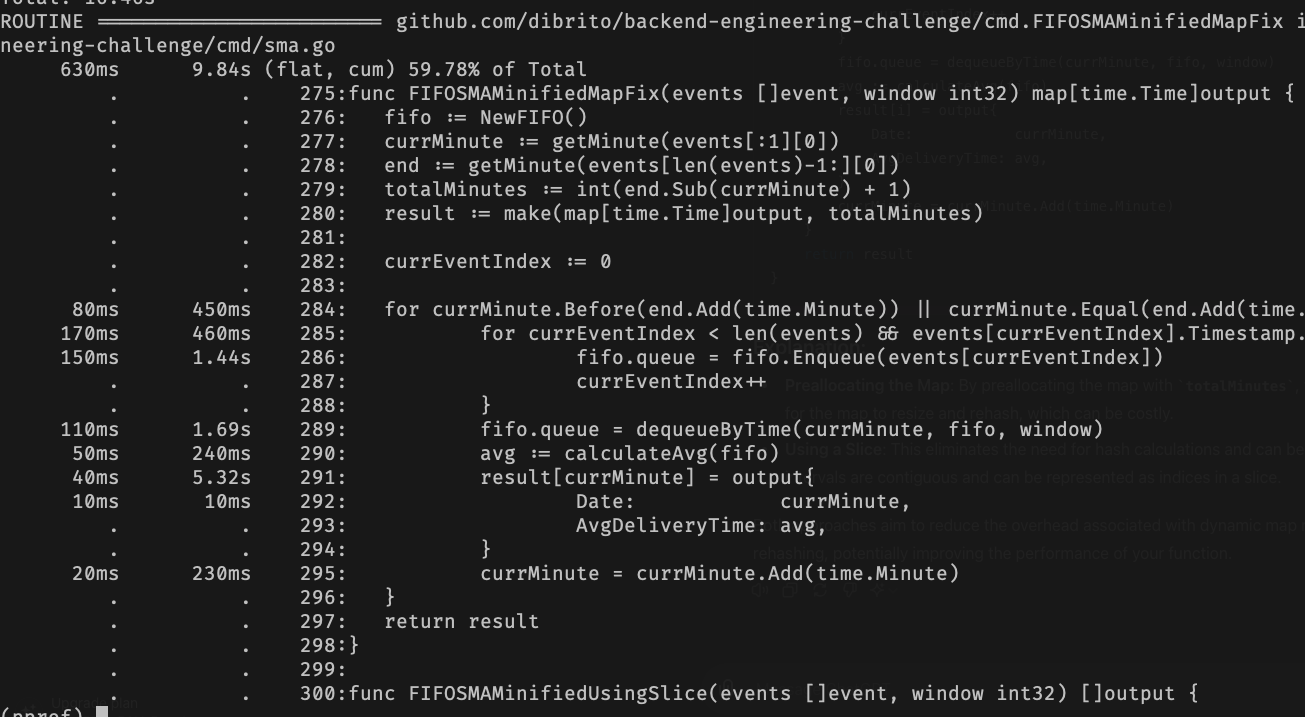 Total: 16.46s
ROUTINE ======================== github.com/dibrito/backend-engineering-challenge/cmd.FIFOSMAMinifiedMapFix i
neering-challenge/cmd/sma.go
630ms 9.84s (flat, cum) 59.78% of Total
. . 275:func FIFOSMAMinifiedMapFix(events []event, window int32) map[time.Time]output {
. . 276: fifo := NewFIFO()
. . 277: currMinute := getMinute(events[:1][0])
. . 278: end := getMinute(events[len(events)-1:][0])
. . 279: totalMinutes := int(end.Sub(currMinute) + 1)
. . 280: result := make(map[time.Time]output, totalMinutes)
. . 281:
. . 282: currEventIndex := 0
. . 283:
80ms 450ms 284: for currMinute.Before(end.Add(time.Minute)) || currMinute.Equal(end.Add(time.
170ms 460ms 285: for currEventIndex < len(events) && events[currEventIndex].Timestamp.
150ms 1.44s 286: fifo.queue = fifo.Enqueue(events[currEventIndex])
. . 287: currEventIndex++
. . 288: }
110ms 1.69s 289: fifo.queue = dequeueByTime(currMinute, fifo, window)
50ms 240ms 290: avg := calculateAvg(fifo)
40ms 5.32s 291: result[currMinute] = output{
10ms 10ms 292: Date: currMinute,
. . 293: AvgDeliveryTime: avg,
. . 294: }
20ms 230ms 295: currMinute = currMinute.Add(time.Minute)
. . 296: }
. . 297: return result
. . 298:}
. . 299:
. . 300:func FIFOSMAMinifiedUsingSlice(events []event, window int32) []output {
(pprof)